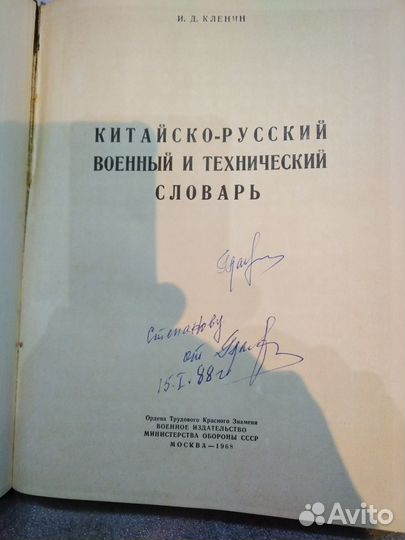 И. Д. КЛЕНИН
КИТАЙСКО-РУССКИЙ
ВОЕННЫЙ И ТЕХНИЧЕСКИЙ
СЛОВАРЬ
Степанову
от
15.I.88г
Ордена Трудового Красного Знамени
ВОЕННОЕ ИЗДАТЕЛЬСТВО
МИНИСТЕРСТВА ОБОРОНЫ СССР
МОСКВА—1968
Avito